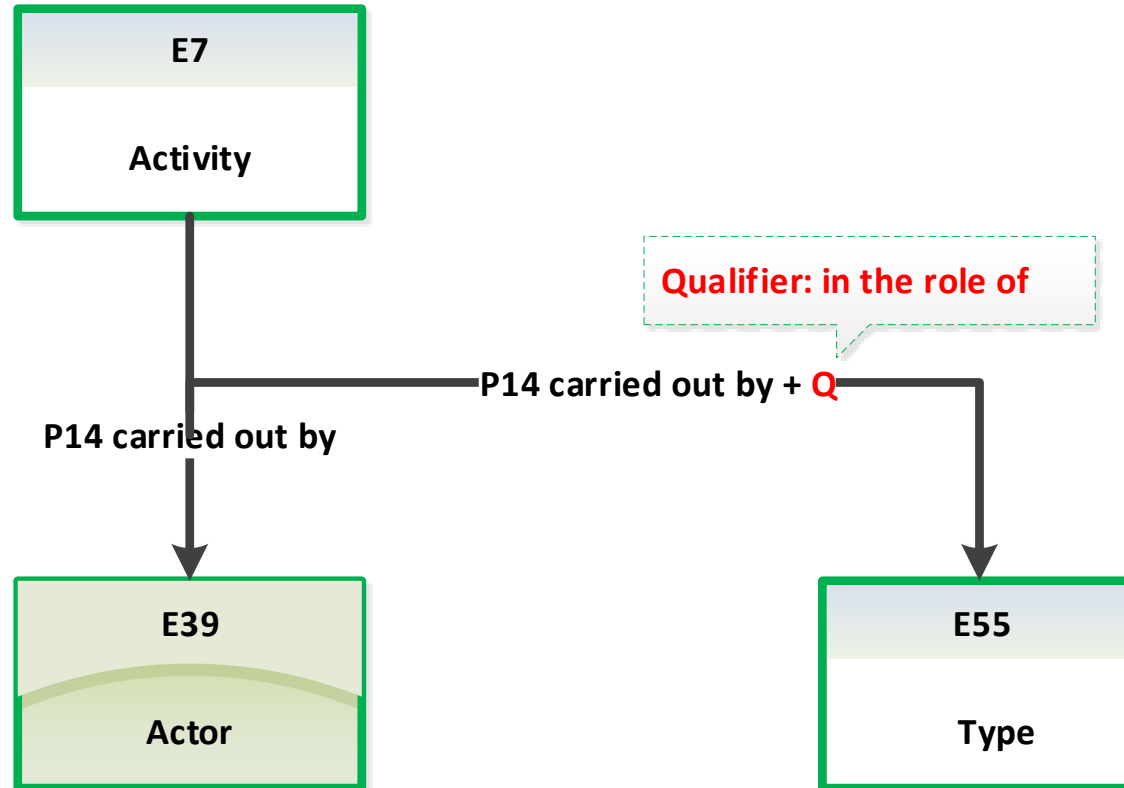 E7
Activity
Qualifier: in the role of
P14 carried out by + Q
P14 carried out by
E39
Actor
E55
Type